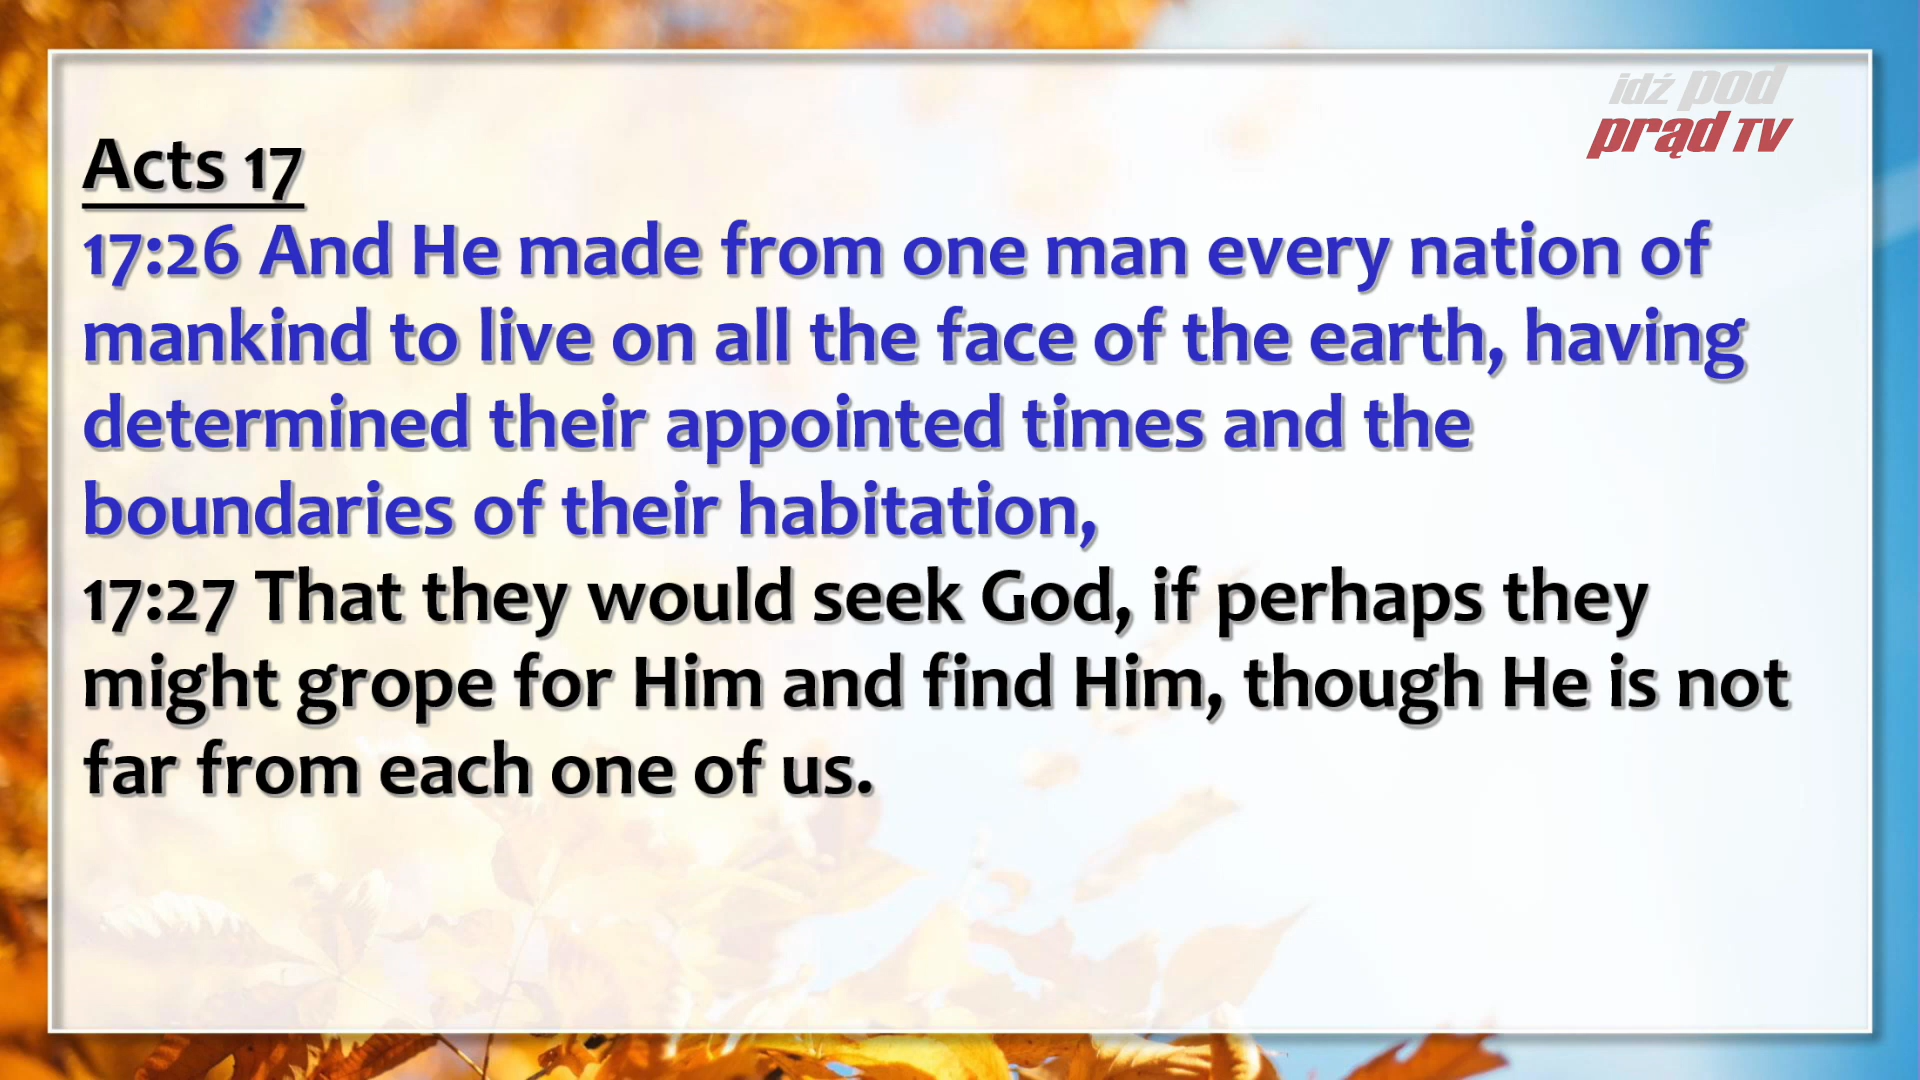 idź pod
prąd TV
Acts 17
17:26 And He made from one man every nation of
mankind to live on all the face of the earth, having
determined their appointed times and the
boundaries of their habitation,
17:27 That they would seek God, if perhaps they
might grope for Him and find Him, though He is not
far from each one of us.